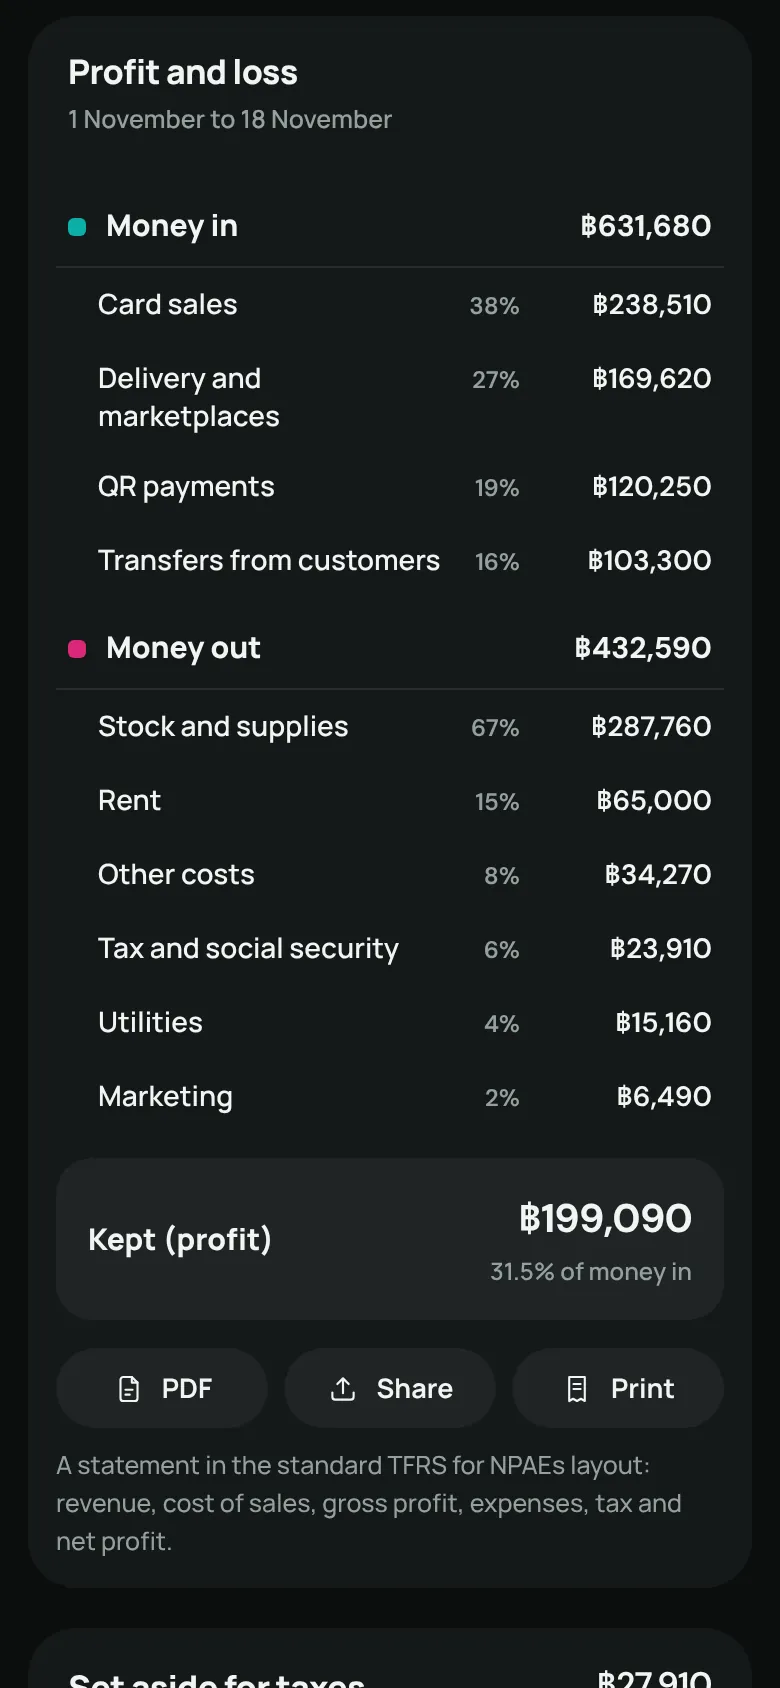 Profit and loss
1 November to 18 November
Money in ฿631,680
Card sales 38% ฿238,510
Delivery and 27% ฿169,620
marketplaces
QR payments 19% ฿120,250
Transfers from customers 16% ฿103,300
Money out ฿432,590
Stock and supplies 67% ฿287,760
Rent 15% ฿65,000
Other costs 8% ฿34,270
Tax and social security 6% ฿23,910
Utilities 4% ฿15,160
Marketing 2% ฿6,490
Kept (profit) ฿199,090
31.5% of money in
PDF Share Print
A statement in the standard TFRS for NPAEs layout:
revenue, cost of sales, gross profit, expenses, tax and
net profit.
Set aside for taxes ฿27,910